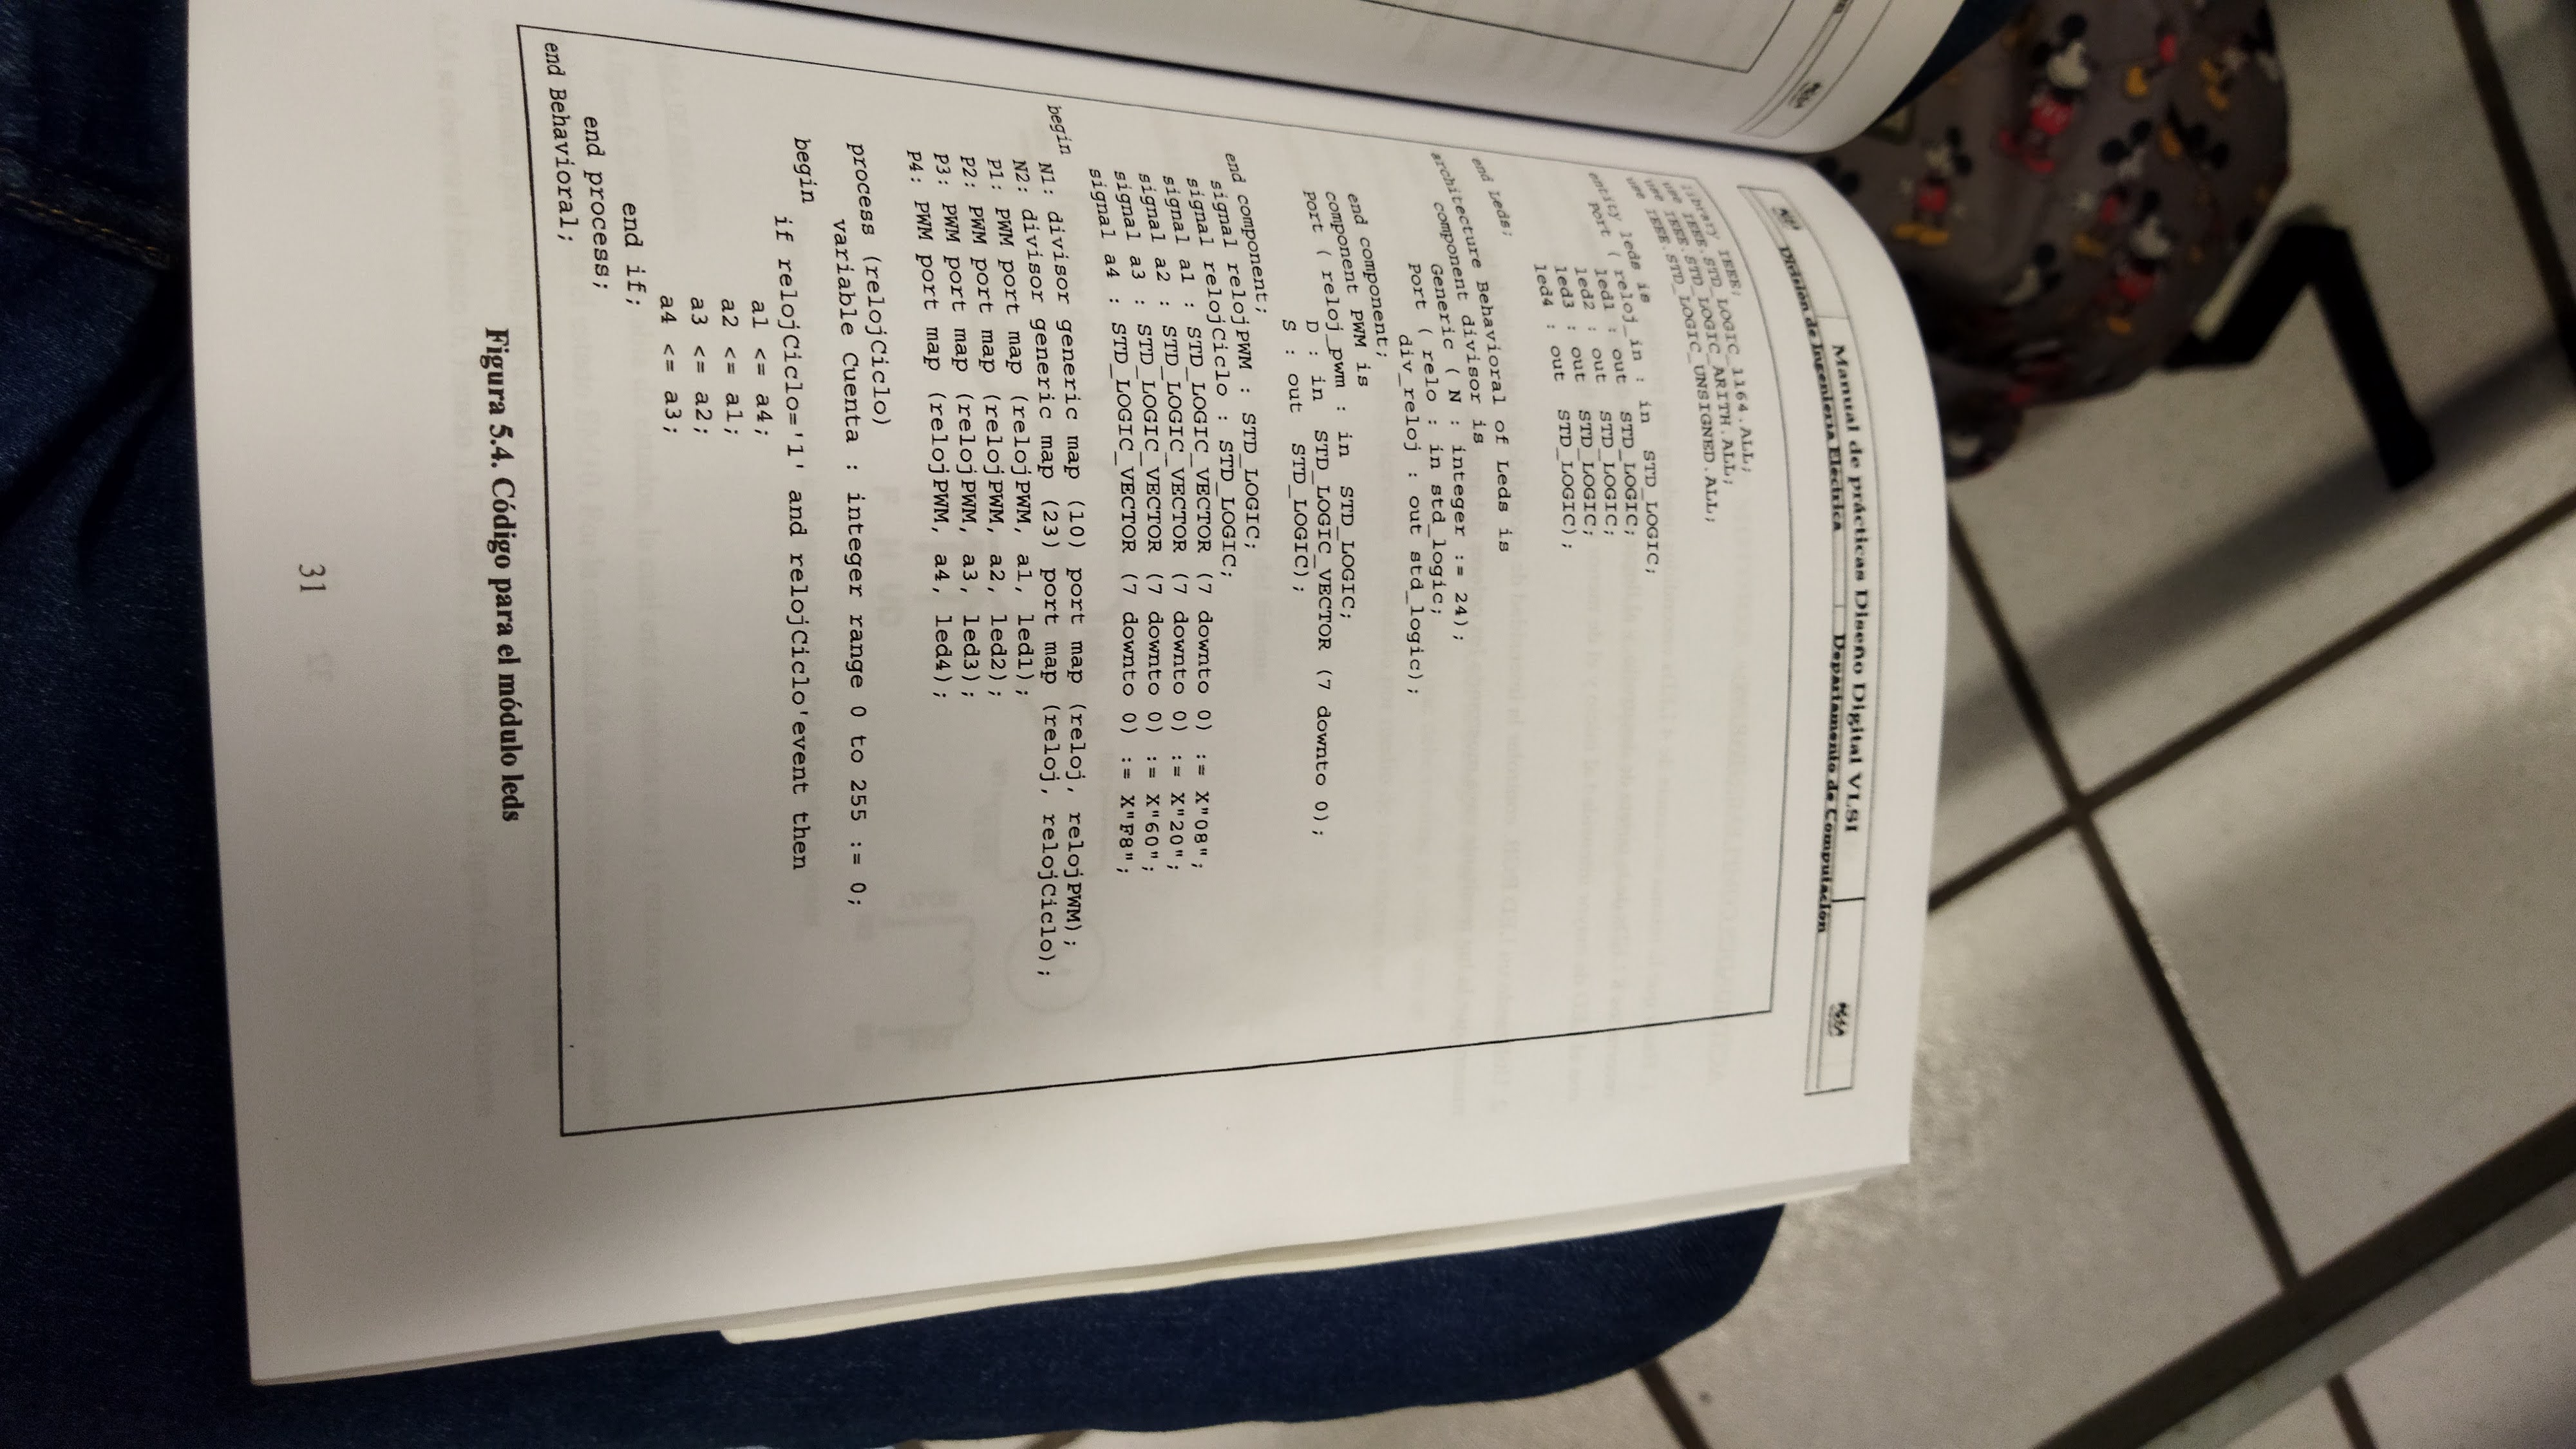 Manual de prácticas Diseño Digital VLSI
División de Ingeniería Eléctrica Departamento de Computación
library IEEE;
use IEEE.STD_LOGIC_1164.ALL;
use IEEE.STD_LOGIC_ARITH.ALL;
use IEEE.STD_LOGIC_UNSIGNED.ALL;
entity leds is
Port ( reloj_in : in STD_LOGIC;
led1 : out STD_LOGIC;
led2 : out STD_LOGIC;
led3 : out STD_LOGIC;
led4 : out STD_LOGIC);
end Leds;
architecture Behavioral of Leds is
component divisor is
Generic ( N : integer := 24);
Port ( relo : in std_logic;
div_reloj : out std_logic);
end component;
component PWM is
Port ( reloj_pwm : in STD_LOGIC;
D : in STD_LOGIC_VECTOR (7 downto 0);
S : out STD_LOGIC);
end component;
signal relojPWM : STD_LOGIC;
signal relojCiclo : STD_LOGIC;
signal a1 : STD_LOGIC_VECTOR (7 downto 0) := X"08";
signal a2 : STD_LOGIC_VECTOR (7 downto 0) := X"20";
signal a3 : STD_LOGIC_VECTOR (7 downto 0) := X"60";
signal a4 : STD_LOGIC_VECTOR (7 downto 0) := X"F8";
begin
N1: divisor generic map (10) port map (reloj, relojPWM);
N2: divisor generic map (23) port map (reloj, relojCiclo);
P1: PWM port map (relojPWM, a1, led1);
P2: PWM port map (relojPWM, a2, led2);
P3: PWM port map (relojPWM, a3, led3);
P4: PWM port map (relojPWM, a4, led4);
process (relojCiclo)
variable Cuenta : integer range 0 to 255 := 0;
begin
if relojCiclo='1' and relojCiclo'event then
a1 <= a4;
a2 <= a1;
a3 <= a2;
a4 <= a3;
end if;
end process;
end Behavioral;
Figura 5.4. Código para el módulo leds
31